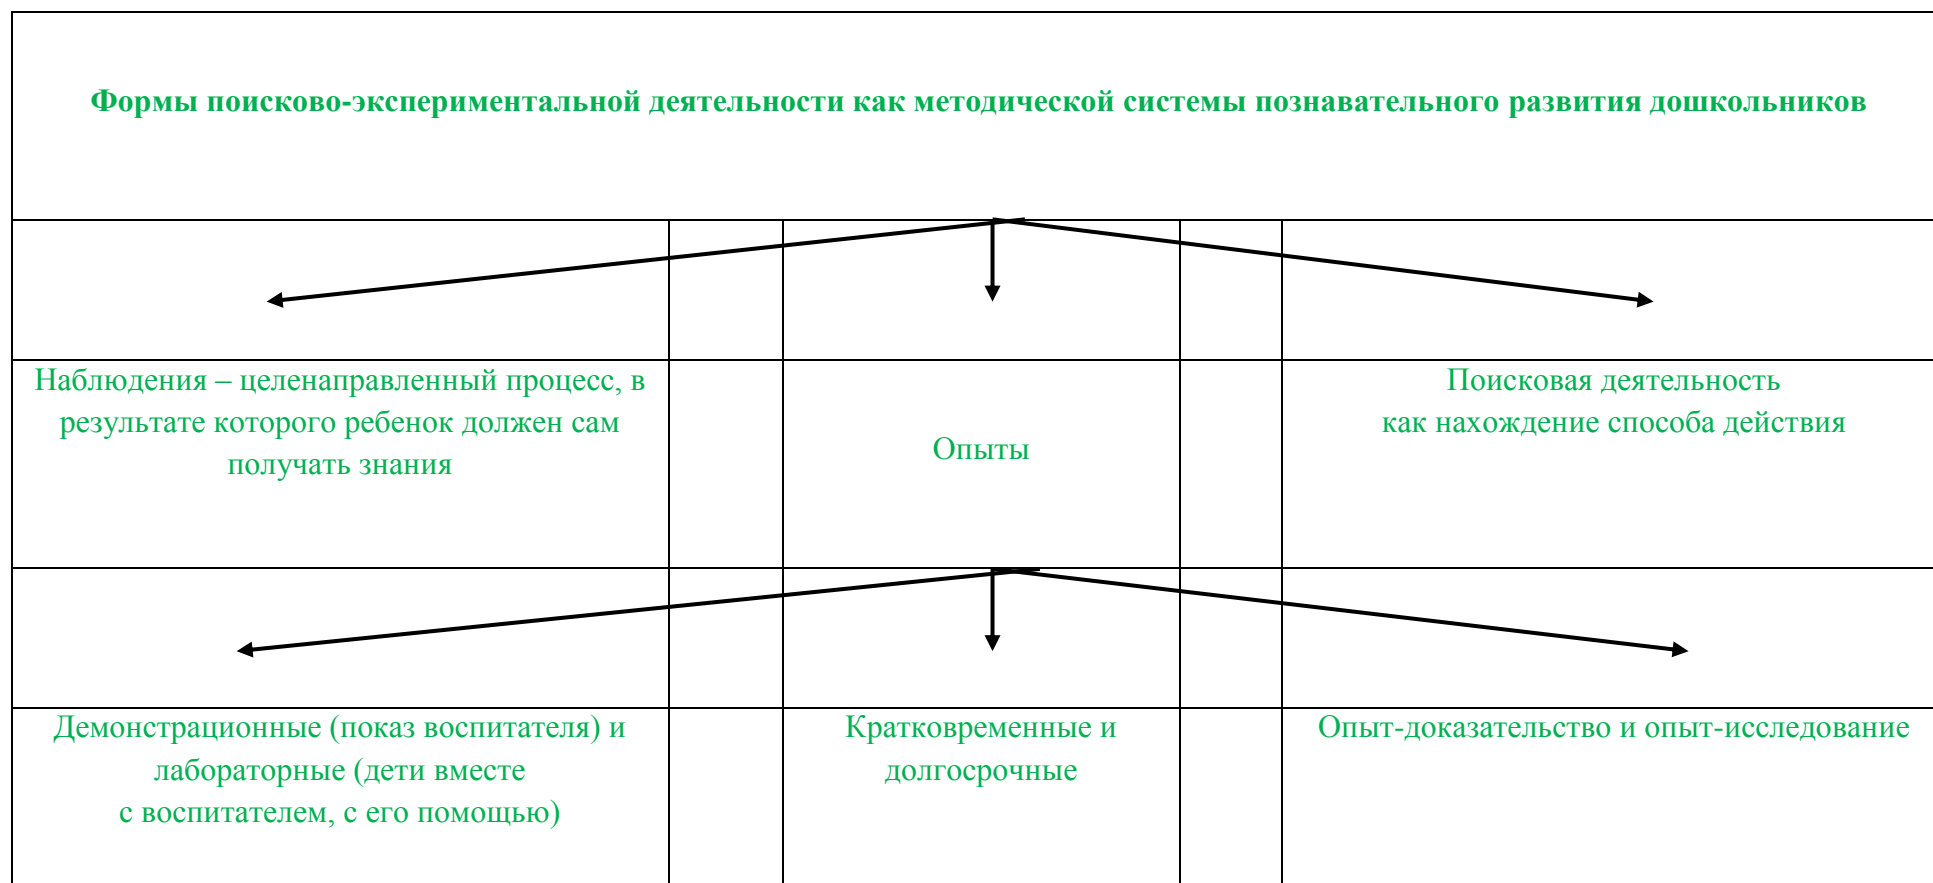 Формы поисково-экспериментальной деятельности как методической системы познавательного развития дошкольников
Наблюдения – целенаправленный процесс, в
результате которого ребенок должен сам
получать знания
Опыты
Поисковая деятельность
как нахождение способа действия
Демонстрационные (показ воспитателя) и
лабораторные (дети вместе
с воспитателем, с его помощью)
Кратковременные и
долгосрочные
Опыт-доказательство и опыт-исследование